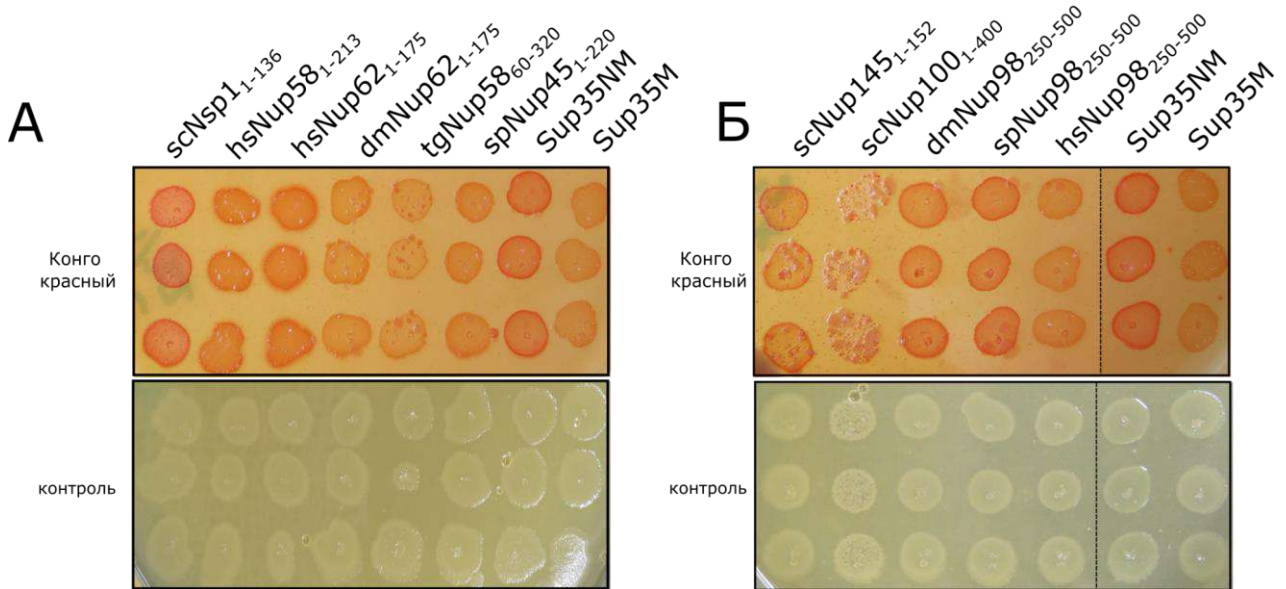 А
scNsp1₁₋₁₃₆
hsNup58₁₋₂₁₃
hsNup62₁₋₁₇₅
dmNup62₁₋₁₇₅
tgNup58₆₀₋₃₂₀
spNup45₁₋₂₂₀
Sup35NM
Sup35M
Конго
красный
контроль
Б
scNup145₁₋₁₅₂
scNup100₁₋₄₀₀
dmNup98₂₅₀₋₅₀₀
spNup98₂₅₀₋₅₀₀
hsNup98₂₅₀₋₅₀₀
Sup35NM
Sup35M
Конго
красный
контроль